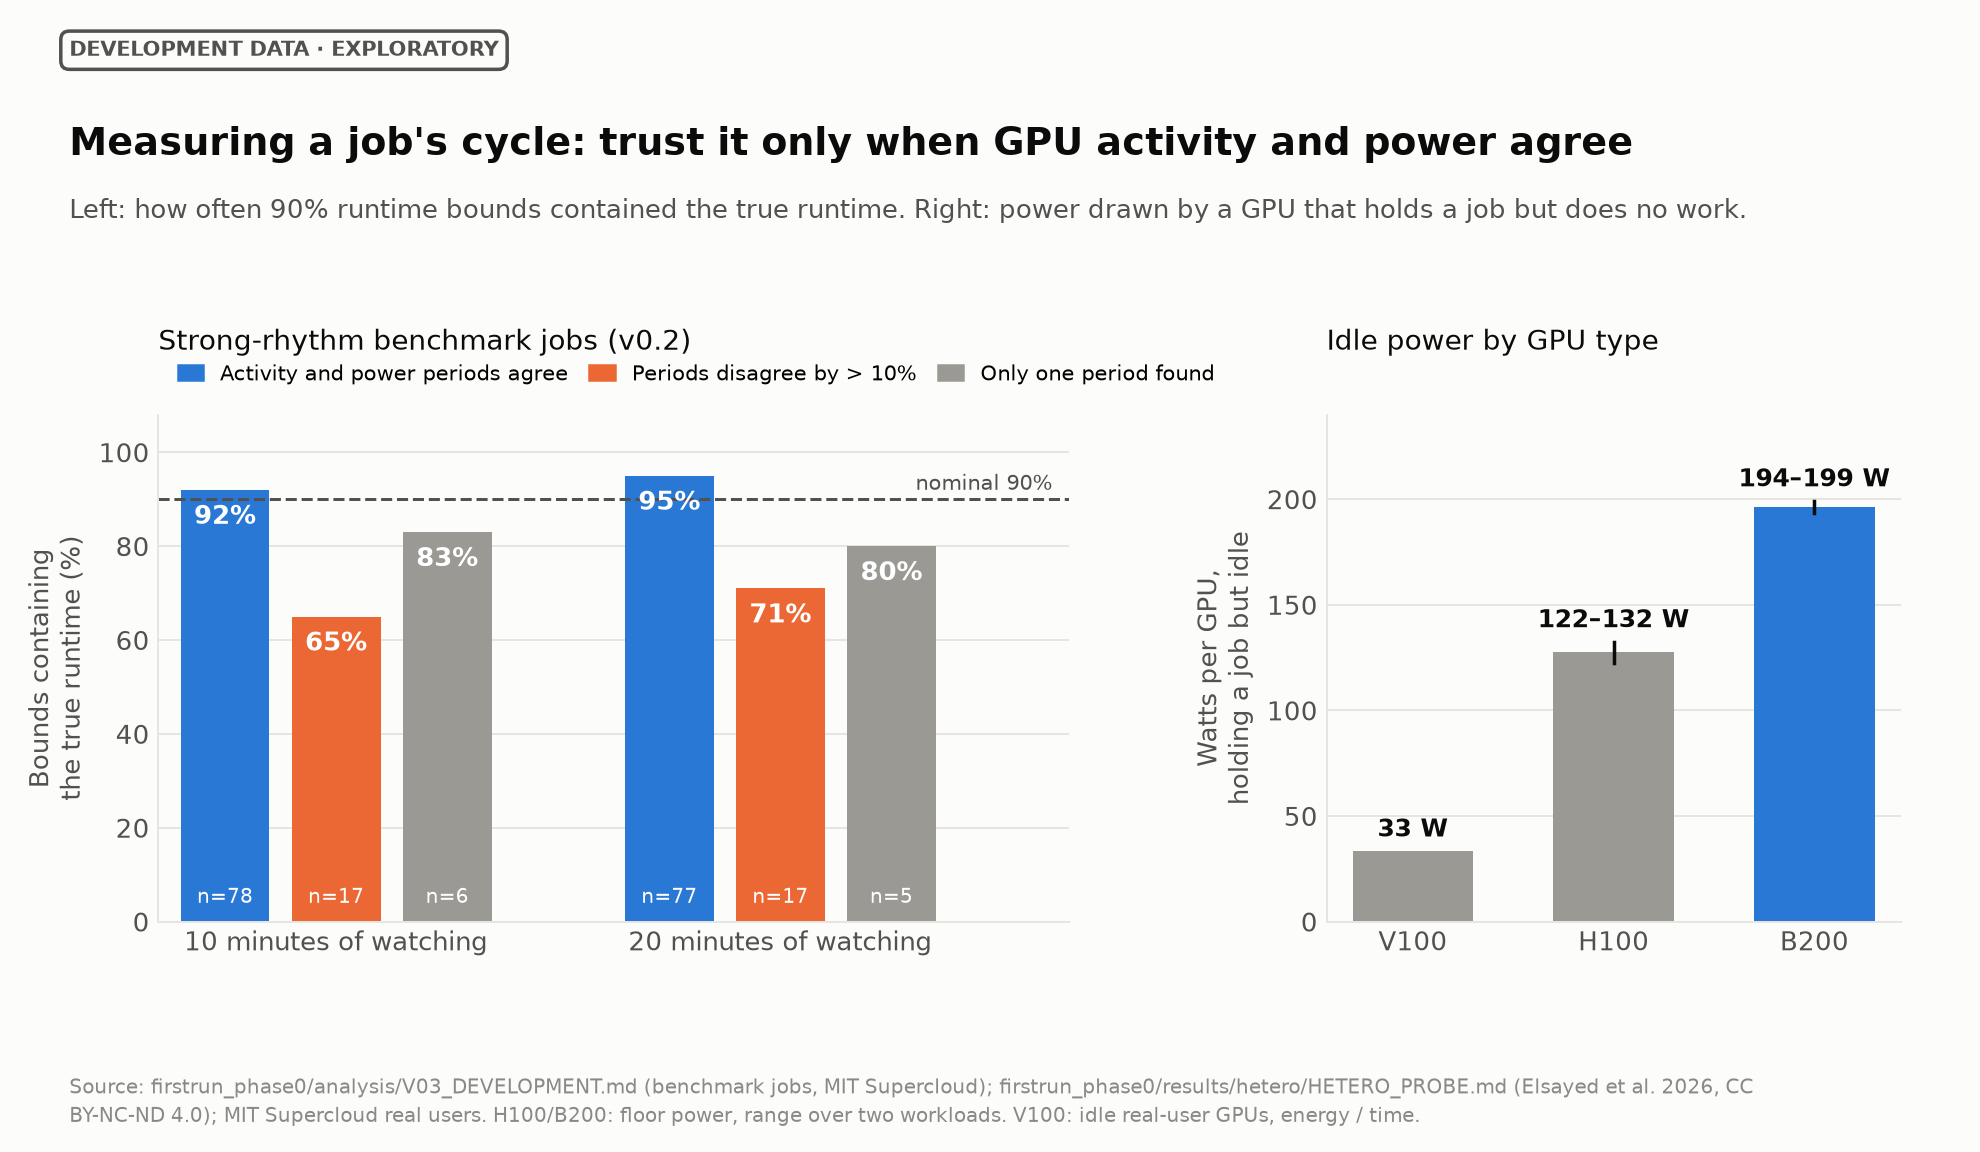 DEVELOPMENT DATA · EXPLORATORY
Measuring a job's cycle: trust it only when GPU activity and power agree
Left: how often 90% runtime bounds contained the true runtime. Right: power drawn by a GPU that holds a job but does no work.
Strong-rhythm benchmark jobs (v0.2)
Activity and power periods agree
Periods disagree by > 10%
Only one period found
Bounds containing
the true runtime (%)
100
80
60
40
20
0
nominal 90%
92%
65%
83%
95%
71%
80%
n=78
n=17
n=6
n=77
n=17
n=5
10 minutes of watching
20 minutes of watching
Idle power by GPU type
Watts per GPU,
holding a job but idle
200
150
100
50
0
33 W
122–132 W
194–199 W
V100
H100
B200
Source: firstrun_phase0/analysis/V03_DEVELOPMENT.md (benchmark jobs, MIT Supercloud); firstrun_phase0/results/hetero/HETERO_PROBE.md (Elsayed et al. 2026, CC
BY-NC-ND 4.0); MIT Supercloud real users. H100/B200: floor power, range over two workloads. V100: idle real-user GPUs, energy / time.